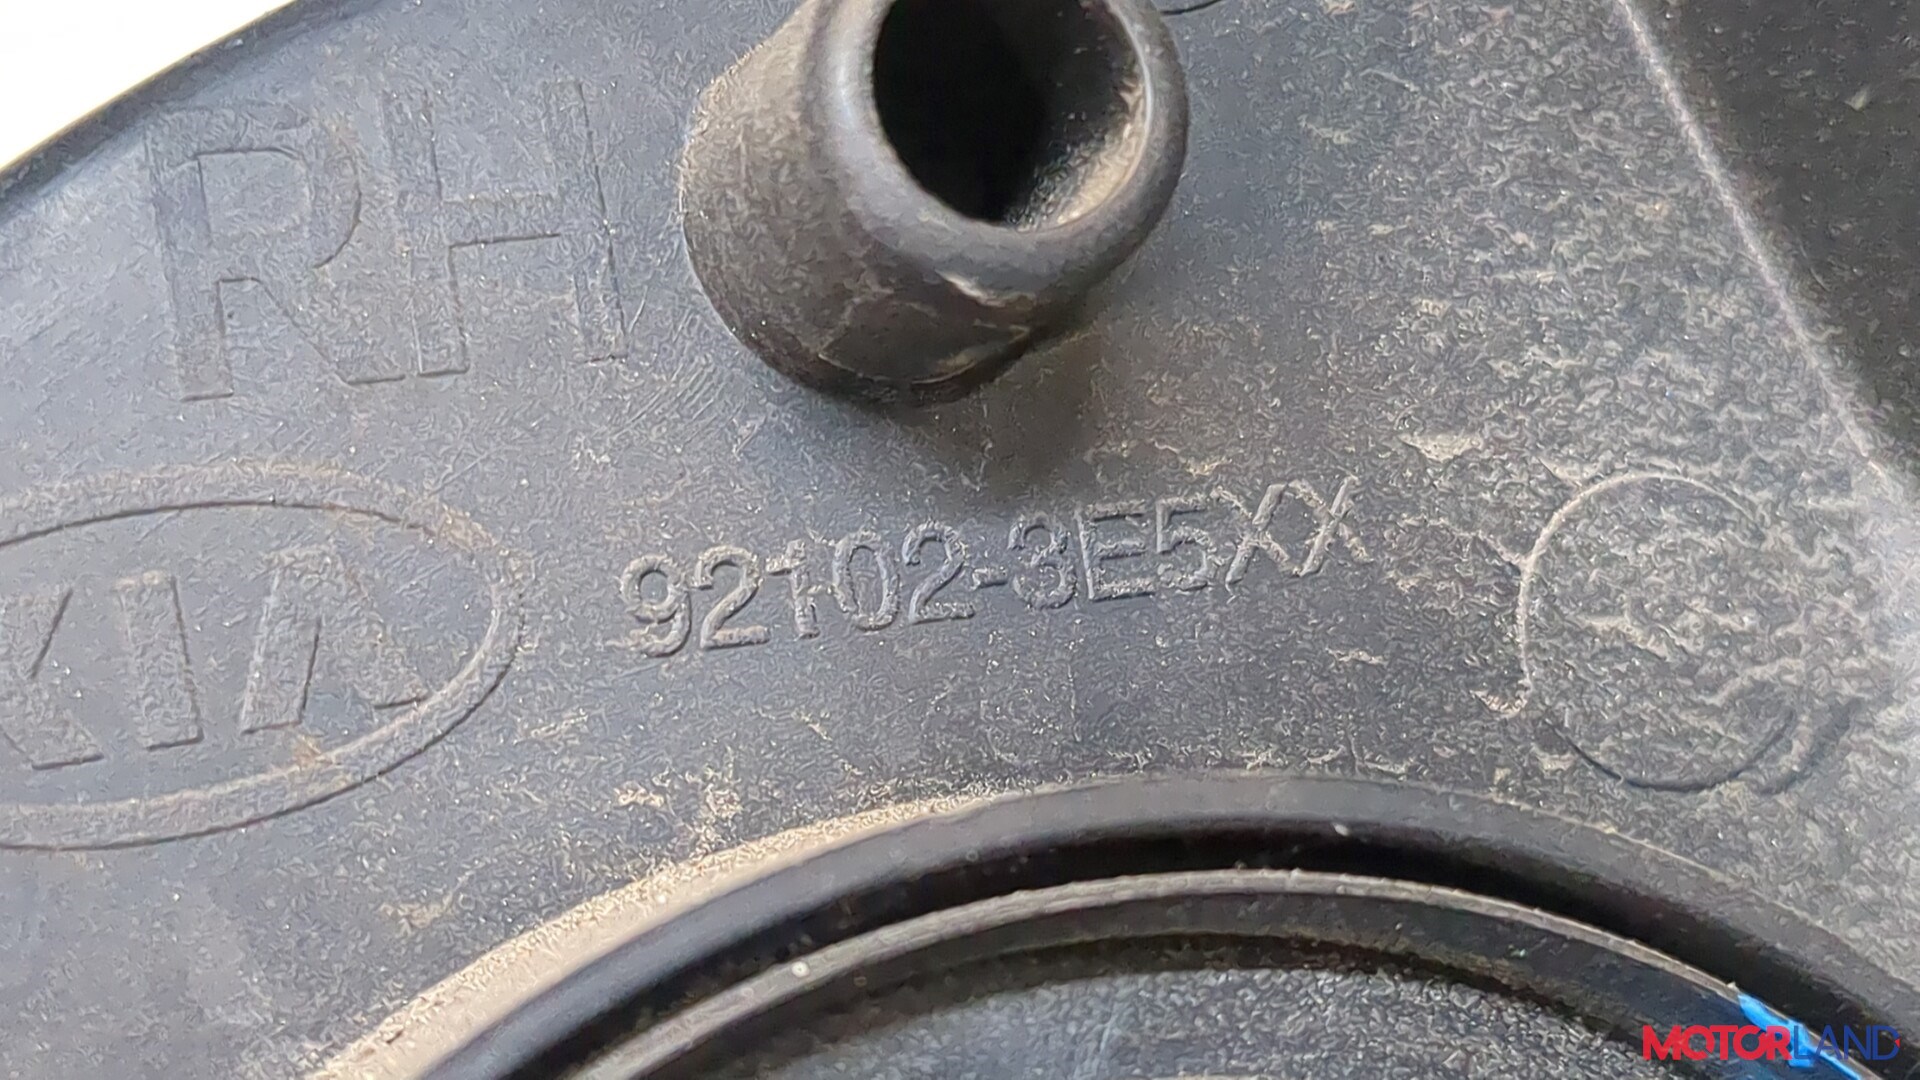 RH
KIA
92102-3E5XX
MOTORLAND